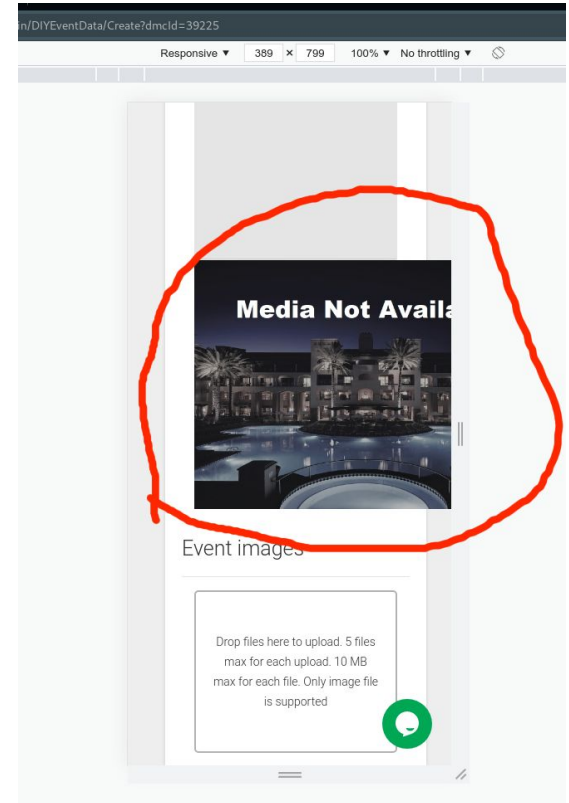 in/DIYEventData/Create?dmcId=39225
Responsive ▼ 389 × 799 100% ▼ No throttling ▼
Media Not Availa
Event images
Drop files here to upload. 5 files
max for each upload. 10 MB
max for each file. Only image file
is supported